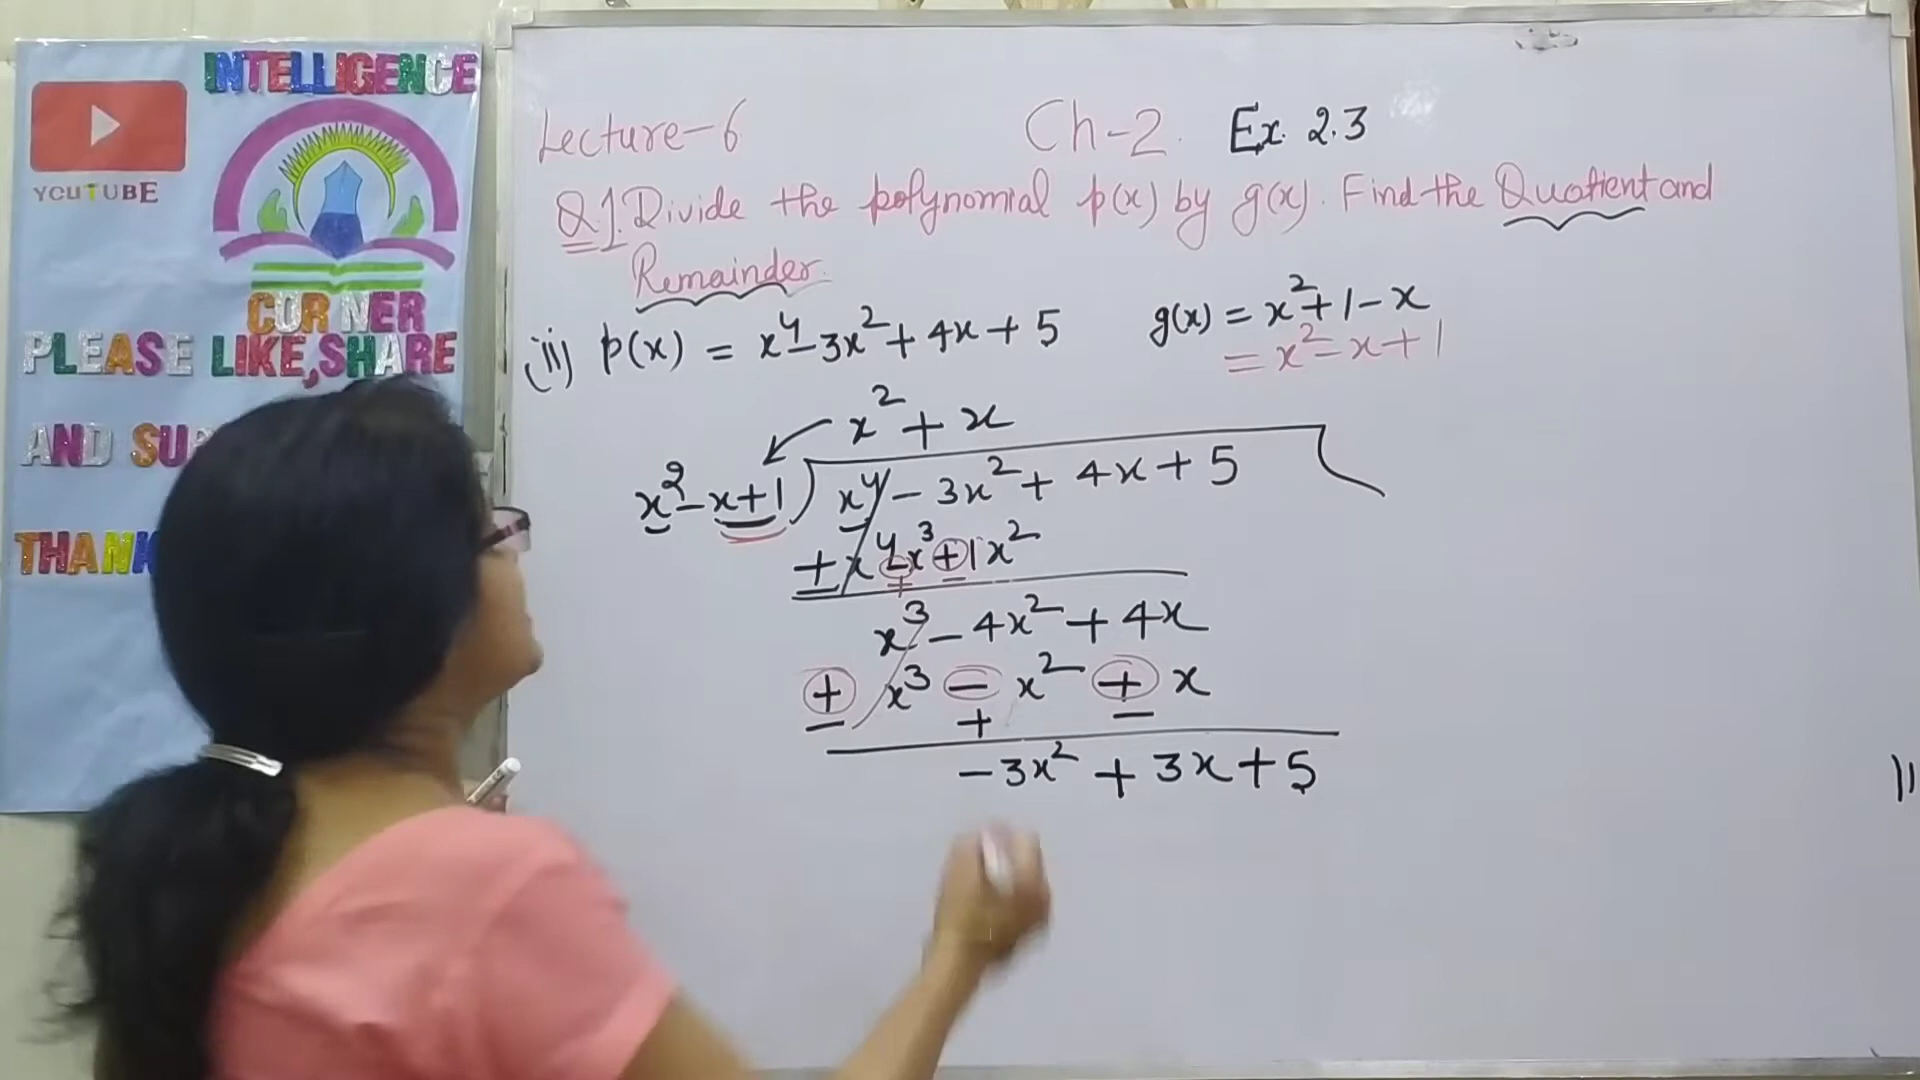 INTELLIGENCE
YCUTUBE
CORNER
PLEASE LIKE,SHARE
AND SU
THANK
Lecture-6 Ch-2. Ex. 2.3
Q.1. Divide the polynomial p(x) by g(x). Find the Quotient and
Remainder.
(ii) p(x) = x⁴ - 3x² + 4x + 5 g(x) = x² + 1 - x
= x² - x + 1
x² + x
x² - x + 1 ) x⁴ - 3x² + 4x + 5
+ x⁴ - x³ + 1x²
- + -
x³ - 4x² + 4x
+ x³ - x² + x
- + -
- 3x² + 3x + 5